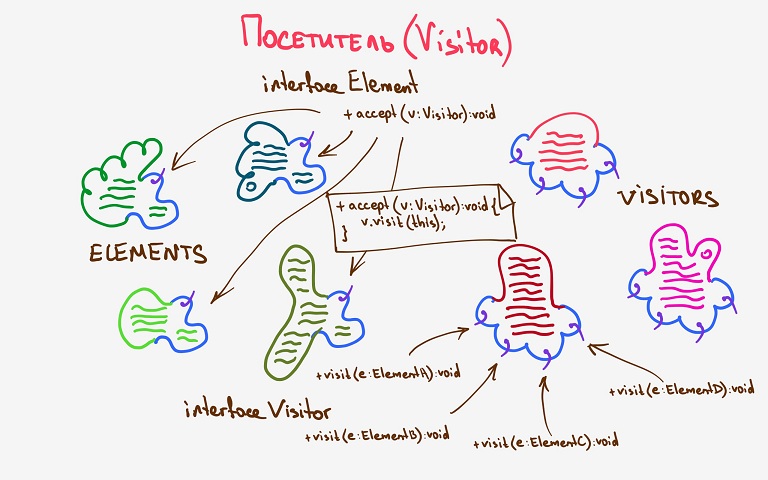 Посетитель (Visitor)
interface Element
+ accept (v: Visitor): void
VISITORS
+ accept (v: Visitor): void {
v.visit (this);
}
ELEMENTS
+visit (e: ElementA): void
+visit (e: ElementD): void
interface Visitor
+visit (e: ElementB): void
+visit (e: ElementC): void